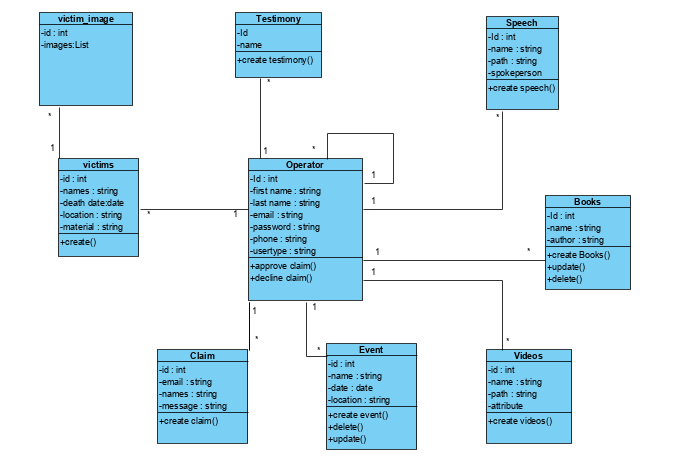 victim_image
-id : int
-images:List
*
1
Testimony
-Id
-name
+create testimony()
*
1
Speech
-Id : int
-name : string
-path : string
-spokeperson
+create speech()
*
1
victims
-id : int
-names : string
-death date:date
-location : string
-material : string
+create()
*
1
Operator
-Id : int
-first name : string
-last name : string
-email : string
-password : string
-phone : string
-usertype : string
+approve claim()
+decline claim()
*
1
Books
-Id : int
-name : string
-author : string
+create Books()
+update()
+delete()
1
*
1
*
Claim
-id : int
-email : string
-names : string
-message : string
+create claim()
1
*
Event
-id : int
-name : string
-date : date
-location : string
+create event()
+delete()
+update()
1
*
Videos
-id : int
-name : string
-path : string
-attribute
+create videos()